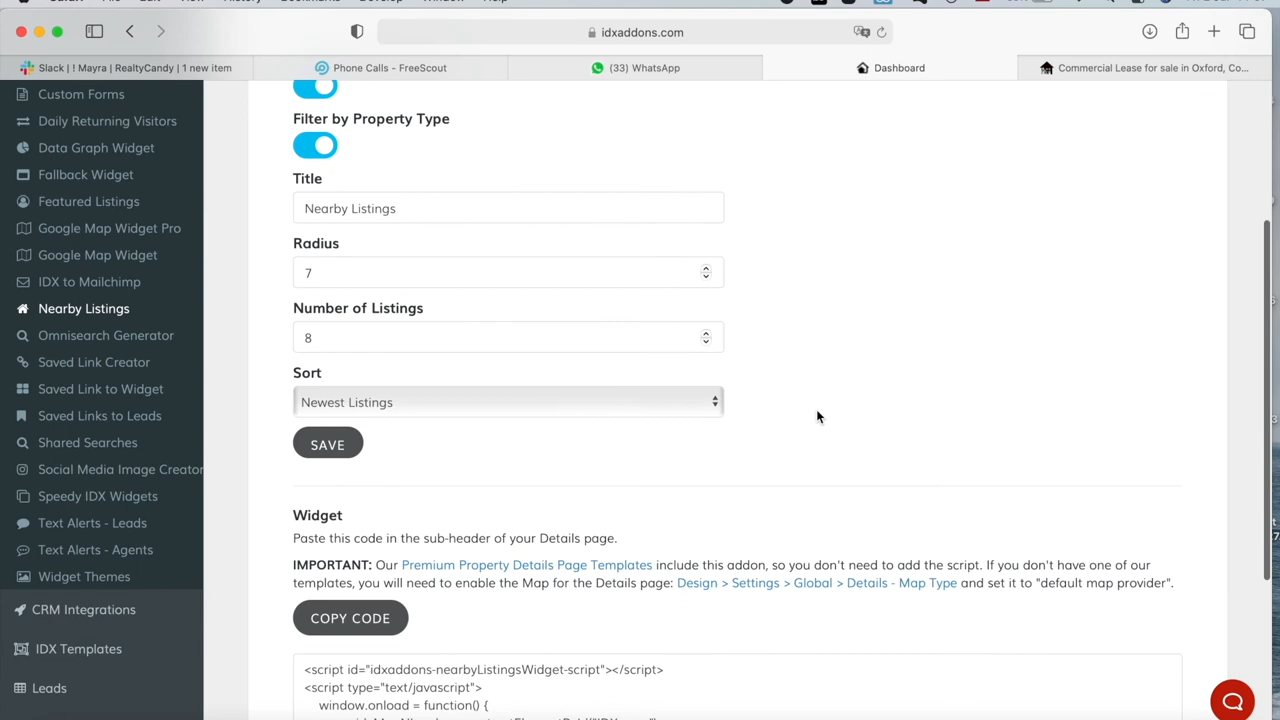 idxaddons.com
Slack | ! Mayra | RealtyCandy | 1 new item
Phone Calls - FreeScout
(33) WhatsApp
Dashboard
Commercial Lease for sale in Oxford, Co...
Custom Forms
Daily Returning Visitors
Data Graph Widget
Fallback Widget
Featured Listings
Google Map Widget Pro
Google Map Widget
IDX to Mailchimp
Nearby Listings
Omnisearch Generator
Saved Link Creator
Saved Link to Widget
Saved Links to Leads
Shared Searches
Social Media Image Creator
Speedy IDX Widgets
Text Alerts - Leads
Text Alerts - Agents
Widget Themes
CRM Integrations
IDX Templates
Leads
Filter by Property Type
Title
Nearby Listings
Radius
7
Number of Listings
8
Sort
Newest Listings
SAVE
Widget
Paste this code in the sub-header of your Details page.
IMPORTANT: Our Premium Property Details Page Templates include this addon, so you don't need to add the script. If you don't have one of our
templates, you will need to enable the Map for the Details page: Design > Settings > Global > Details - Map Type and set it to "default map provider".
COPY CODE
<script id="idxaddons-nearbyListingsWidget-script"></script>
<script type="text/javascript">
window.onload = function() {